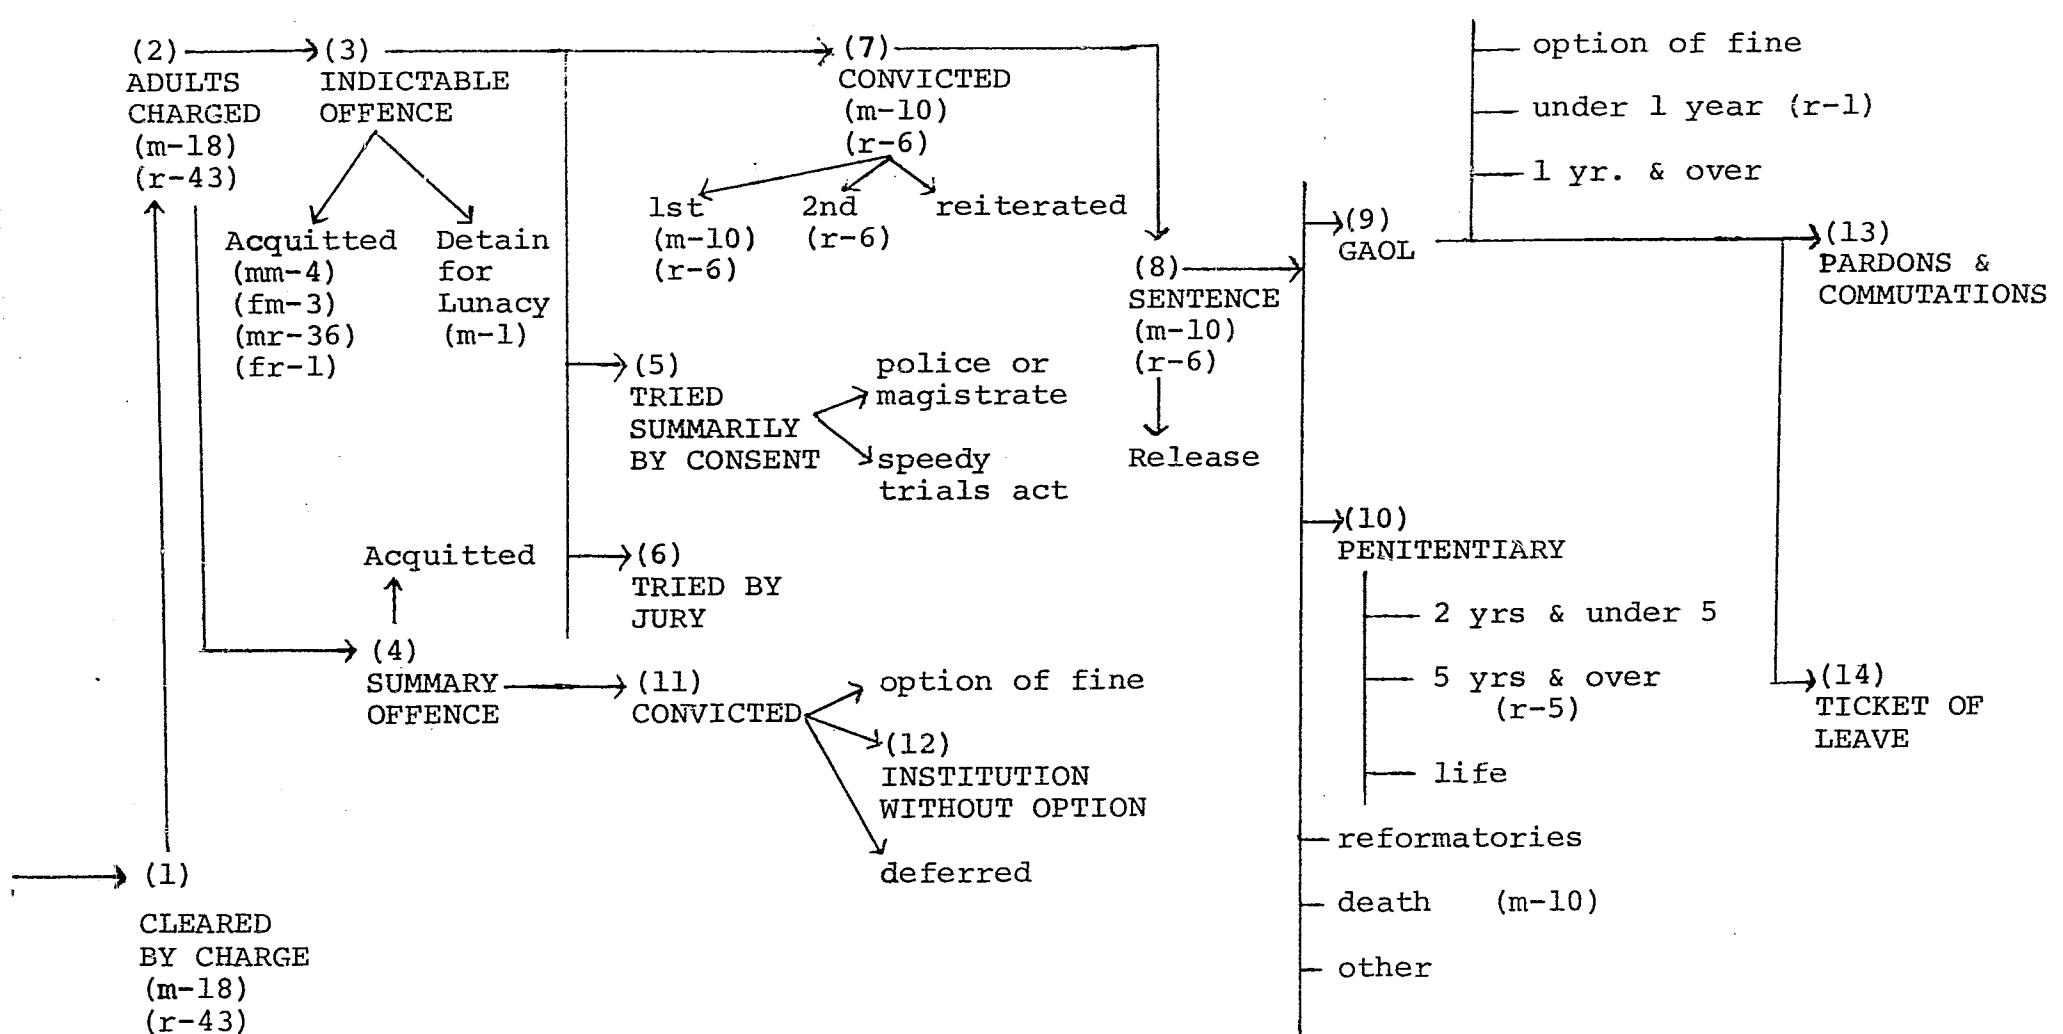 (2)
ADULTS
CHARGED
(m-18)
(r-43)
(3)
INDICTABLE
OFFENCE
Acquitted
(mm-4)
(fm-3)
(mr-36)
(fr-1)
Detain
for
Lunacy
(m-1)
(7)
CONVICTED
(m-10)
(r-6)
1st
(m-10)
(r-6)
2nd
(r-6)
reiterated
(5)
TRIED
SUMMARILY
BY CONSENT
police or
magistrate
speedy
trials act
(6)
TRIED BY
JURY
Acquitted
(4)
SUMMARY
OFFENCE
(11)
CONVICTED
option of fine
(12)
INSTITUTION
WITHOUT OPTION
deferred
(1)
CLEARED
BY CHARGE
(m-18)
(r-43)
(8)
SENTENCE
(m-10)
(r-6)
Release
(9)
GAOL
option of fine
under 1 year (r-1)
1 yr. & over
(13)
PARDONS &
COMMUTATIONS
(10)
PENITENTIARY
2 yrs & under 5
5 yrs & over
(r-5)
life
reformatories
death (m-10)
other
(14)
TICKET OF
LEAVE